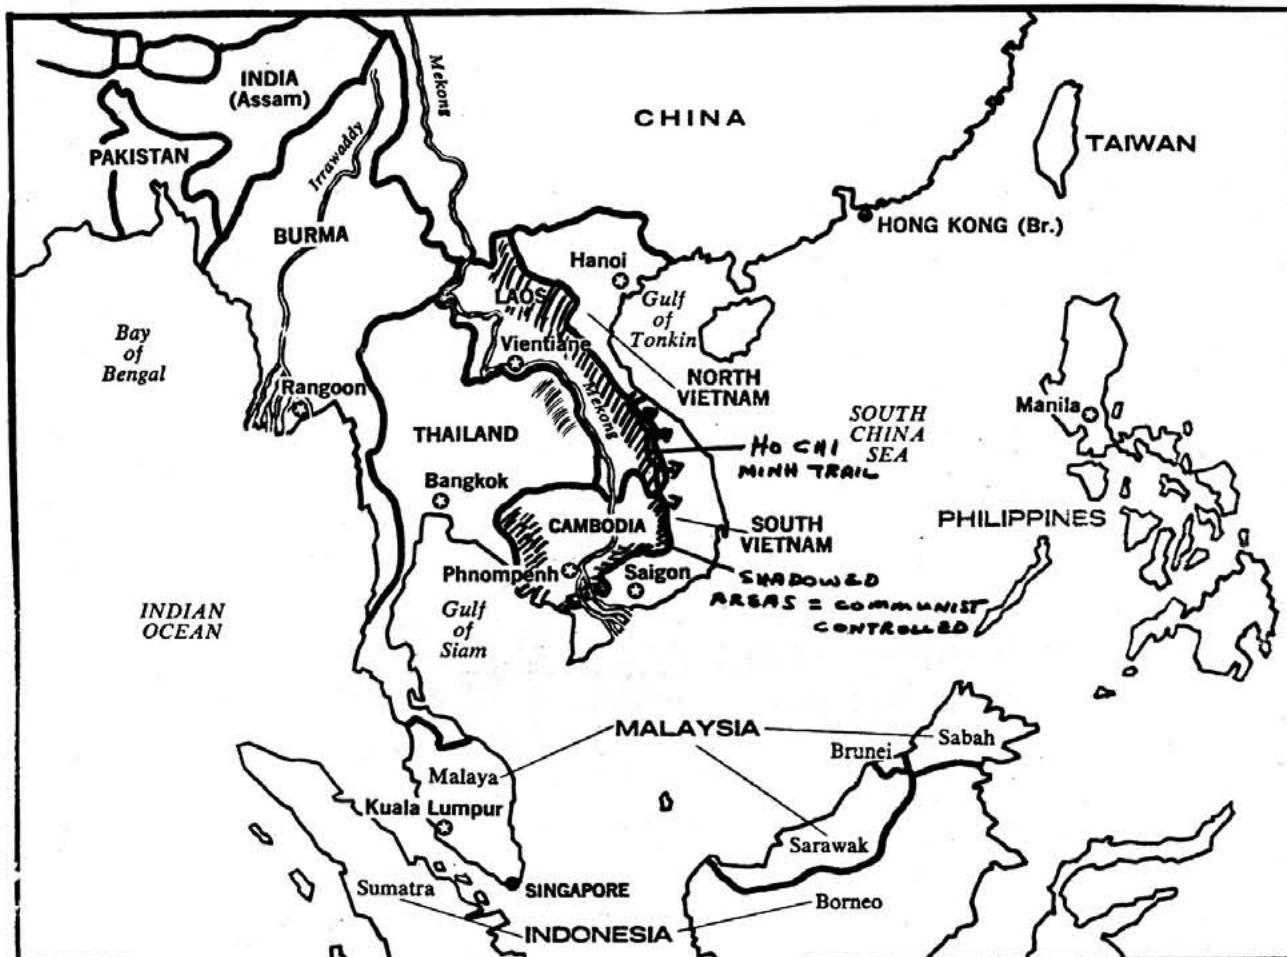 INDIA
(Assam)
Mekong
CHINA
TAIWAN
PAKISTAN
Irrawaddy
BURMA
HONG KONG (Br.)
Hanoi
LAOS
Gulf
of
Tonkin
Bay
of
Bengal
Vientiane
Rangoon
Mekong
NORTH
VIETNAM
THAILAND
SOUTH
CHINA
SEA
Manila
HO CHI
MINH TRAIL
Bangkok
CAMBODIA
SOUTH
VIETNAM
PHILIPPINES
Phnompenh
Saigon
SHADOWED
AREAS = COMMUNIST
CONTROLLED
INDIAN
OCEAN
Gulf
of
Siam
MALAYSIA
Sabah
Brunei
Malaya
Kuala Lumpur
Sarawak
Sumatra
SINGAPORE
Borneo
INDONESIA